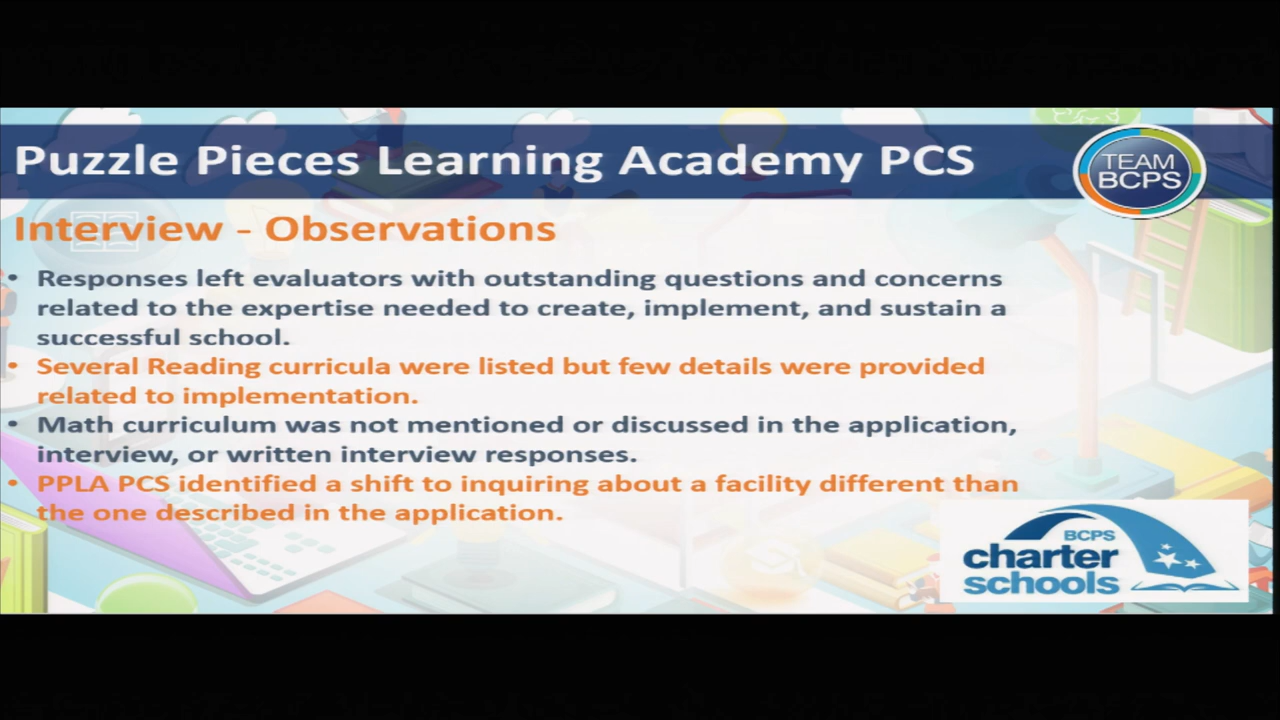 Puzzle Pieces Learning Academy PCS
TEAM
BCPS
Interview - Observations
• Responses left evaluators with outstanding questions and concerns
related to the expertise needed to create, implement, and sustain a
successful school.
• Several Reading curricula were listed but few details were provided
related to implementation.
• Math curriculum was not mentioned or discussed in the application,
interview, or written interview responses.
• PPLA PCS identified a shift to inquiring about a facility different than
the one described in the application.
BCPS
charter
schools